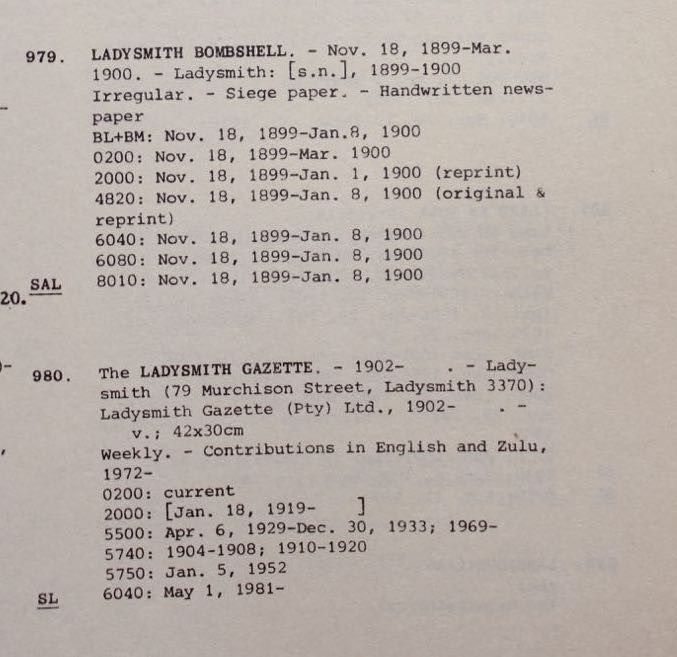 979. LADYSMITH BOMBSHELL. - Nov. 18, 1899-Mar.
1900. - Ladysmith: [s.n.], 1899-1900
Irregular. - Siege paper. - Handwritten news-
paper
BL+BM: Nov. 18, 1899-Jan.8, 1900
0200: Nov. 18, 1899-Mar. 1900
2000: Nov. 18, 1899-Jan. 1, 1900 (reprint)
4820: Nov. 18, 1899-Jan. 8, 1900 (original &
reprint)
6040: Nov. 18, 1899-Jan. 8, 1900
6080: Nov. 18, 1899-Jan. 8, 1900
SAL 8010: Nov. 18, 1899-Jan. 8, 1900
20.
980. The LADYSMITH GAZETTE. - 1902- . - Lady-
smith (79 Murchison Street, Ladysmith 3370):
Ladysmith Gazette (Pty) Ltd., 1902- . -
v.; 42x30cm
Weekly. - Contributions in English and Zulu,
1972-
0200: current
2000: [Jan. 18, 1919- ]
5500: Apr. 6, 1929-Dec. 30, 1933; 1969-
5740: 1904-1908; 1910-1920
5750: Jan. 5, 1952
SL 6040: May 1, 1981-